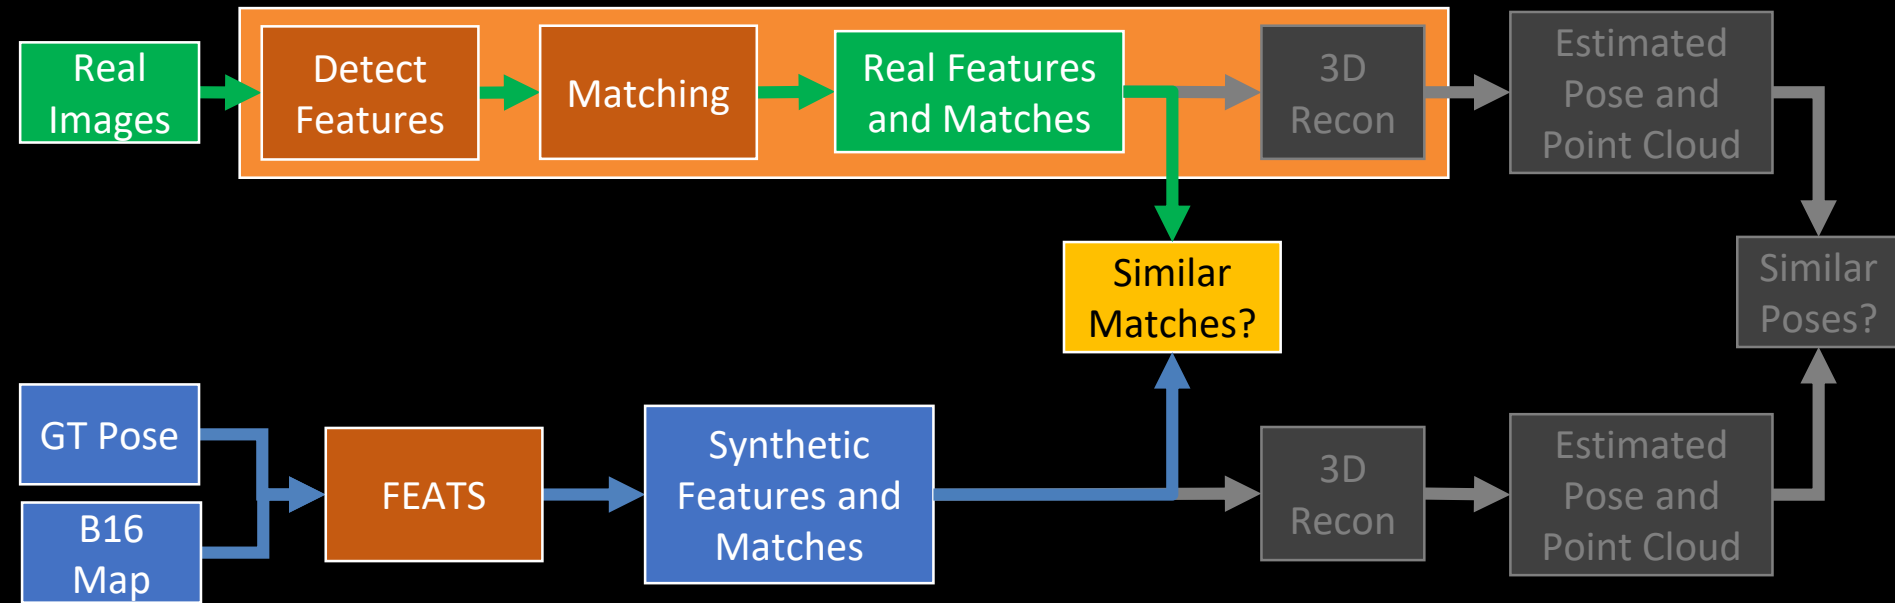 Real
Images
Detect
Features
Matching
Real Features
and Matches
3D
Recon
Estimated
Pose and
Point Cloud
Similar
Matches?
Similar
Poses?
GT Pose
B16
Map
FEATS
Synthetic
Features and
Matches
3D
Recon
Estimated
Pose and
Point Cloud